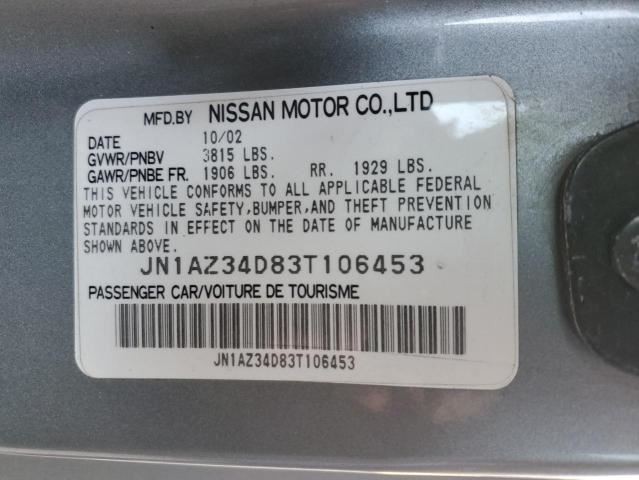 MFD.BY NISSAN MOTOR CO.,LTD
DATE 10/02
GVWR/PNBV 3815 LBS.
GAWR/PNBE FR. 1906 LBS. RR. 1929 LBS.
THIS VEHICLE CONFORMS TO ALL APPLICABLE FEDERAL
MOTOR VEHICLE SAFETY,BUMPER,AND THEFT PREVENTION
STANDARDS IN EFFECT ON THE DATE OF MANUFACTURE
SHOWN ABOVE.
JN1AZ34D83T106453
PASSENGER CAR/VOITURE DE TOURISME
JN1AZ34D83T106453